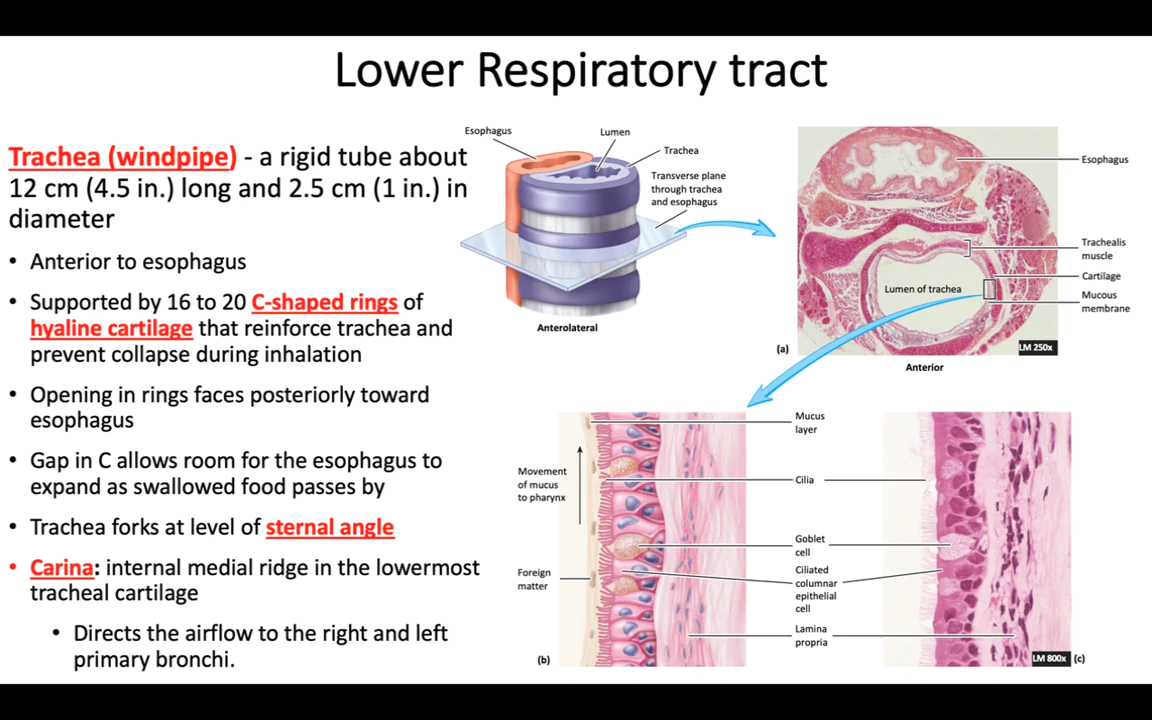 Lower Respiratory tract
Trachea (windpipe) - a rigid tube about
12 cm (4.5 in.) long and 2.5 cm (1 in.) in
diameter
• Anterior to esophagus
• Supported by 16 to 20 C-shaped rings of
hyaline cartilage that reinforce trachea and
prevent collapse during inhalation
• Opening in rings faces posteriorly toward
esophagus
• Gap in C allows room for the esophagus to
expand as swallowed food passes by
• Trachea forks at level of sternal angle
• Carina: internal medial ridge in the lowermost
tracheal cartilage
• Directs the airflow to the right and left
primary bronchi.
Esophagus
Lumen
Trachea
Transverse plane
through trachea
and esophagus
Anterolateral
Esophagus
Trachealis
muscle
Cartilage
Mucous
membrane
Lumen of trachea
LM 250x
(a)
Anterior
Mucus
layer
Movement
of mucus
to pharynx
Cilia
Goblet
cell
Foreign
matter
Ciliated
columnar
epithelial
cell
Lamina
propria
(b)
LM 800x
(c)